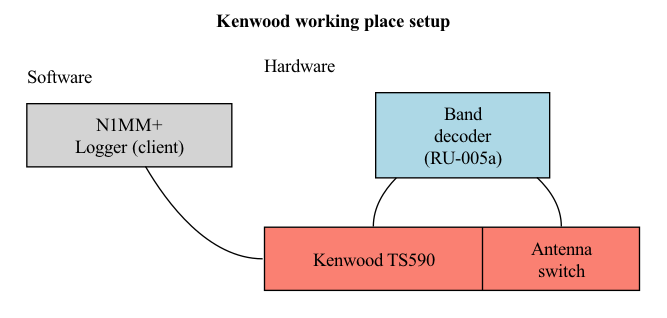 Kenwood working place setup
Software
Hardware
N1MM+
Logger (client)
Band
decoder
(RU-005a)
Kenwood TS590
Antenna
switch